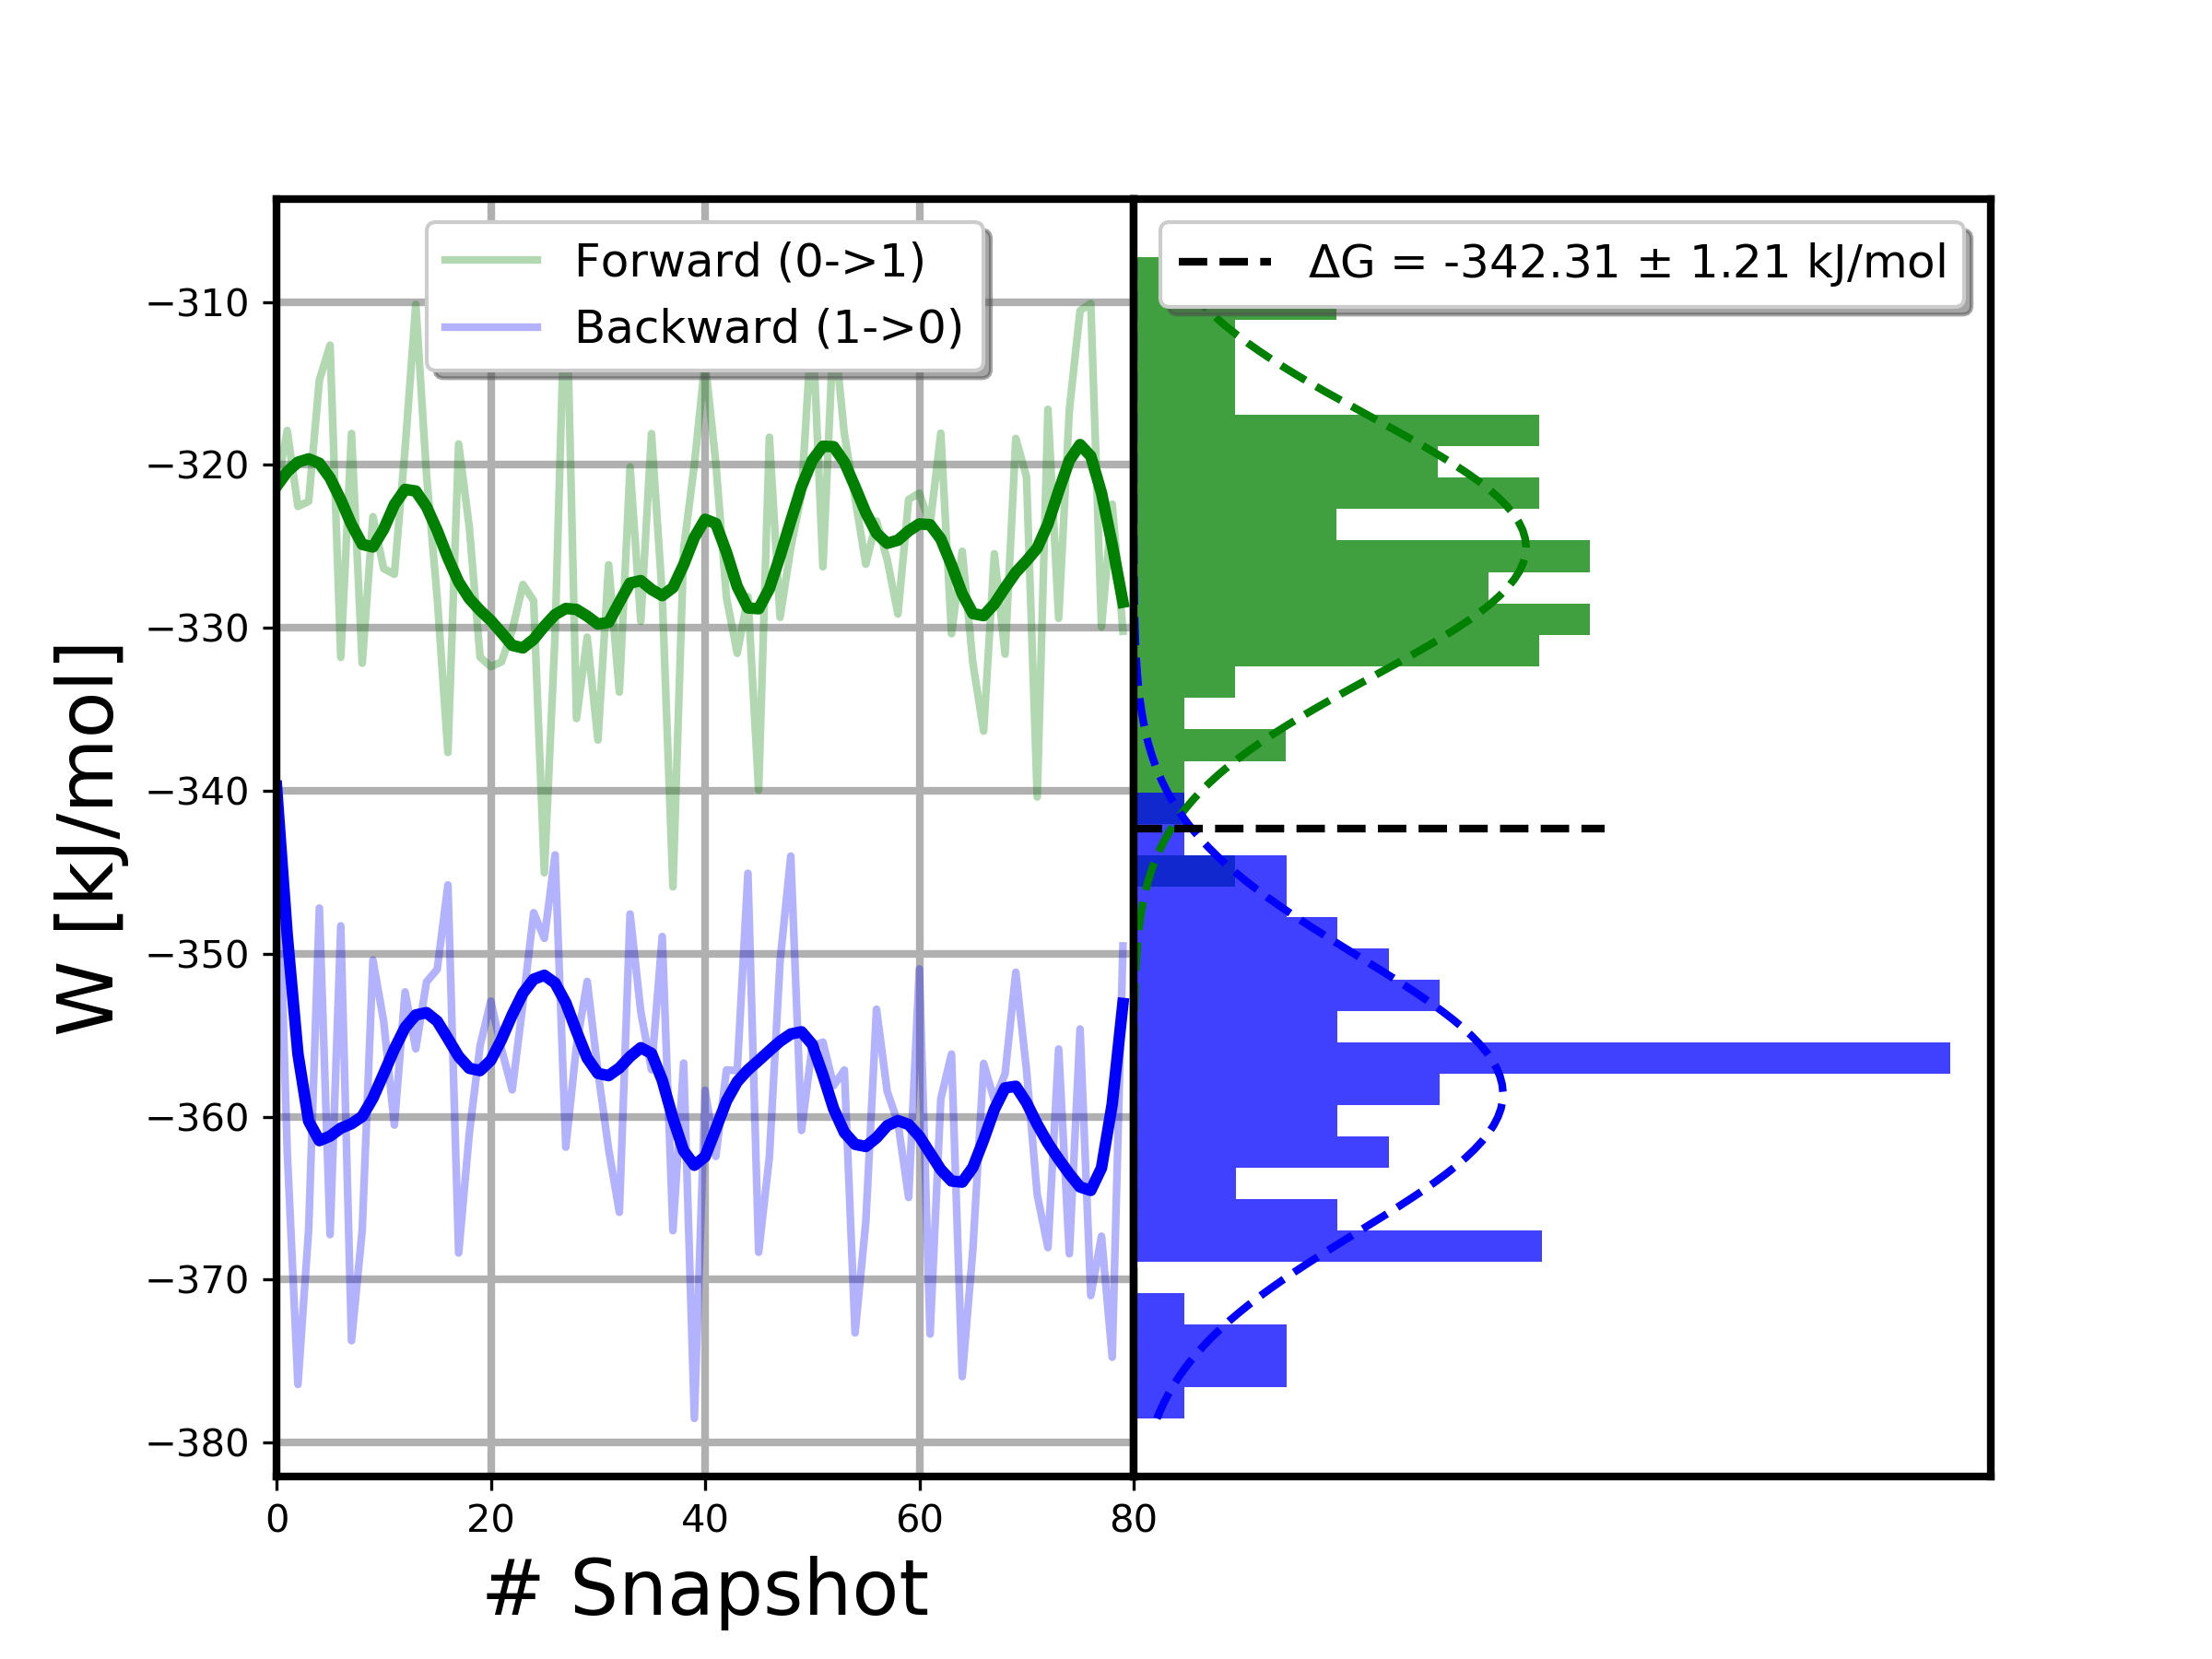 Forward (0->1)
Backward (1->0)
ΔG = -342.31 ± 1.21 kJ/mol
W [kJ/mol]
−310
−320
−330
−340
−350
−360
−370
−380
0 20 40 60 80
# Snapshot